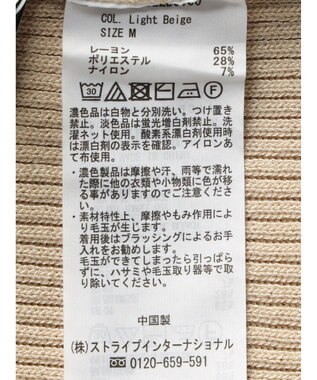 COL. Light Beige
SIZE M
レーヨン 65%
ポリエステル 28%
ナイロン 7%
30
濃色品は白物と分別洗い。つけ置き
禁止。淡色品は蛍光増白剤禁止。洗
濯ネット使用。酸素系漂白剤使用時
は漂白剤の表示を確認。アイロンあ
て布使用。
・濃色製品は摩擦や汗、雨等で濡れ
た際に他の衣類や小物類に色が移
る事がありますのでご注意くださ
い。
・素材特性上、摩擦やもみ作用によ
り毛玉が生じます。
着用後はブラッシングによるお手
入れをお勧めします。
毛玉ができてしまったら引っぱら
ずに、ハサミや毛玉取り器等で取
り除いてください。
中国製
(株)ストライプインターナショナル
0120-659-591